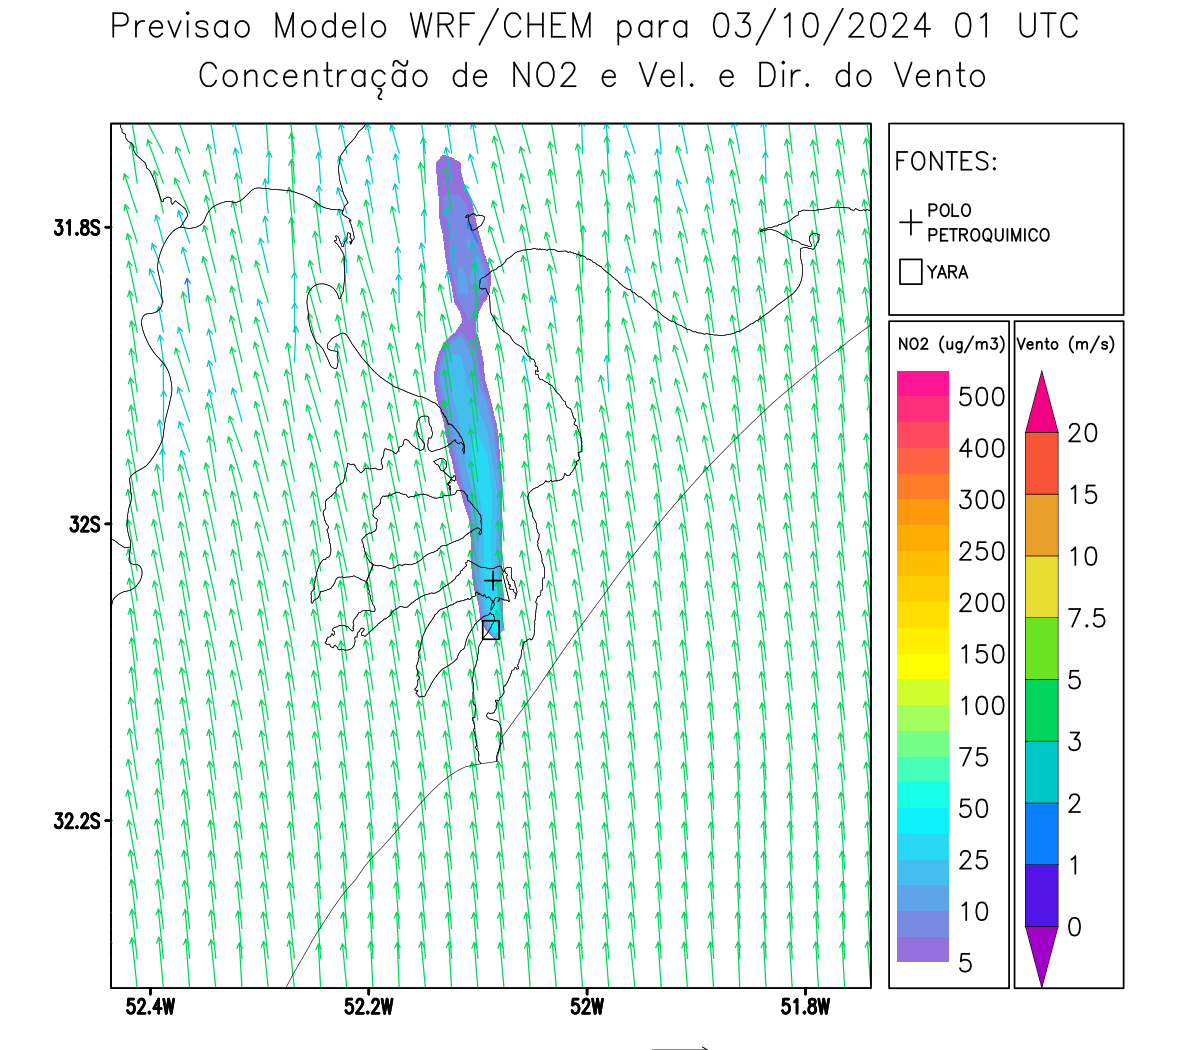 Previsao Modelo WRF/CHEM para 03/10/2024 01 UTC
Concentração de NO2 e Vel. e Dir. do Vento
FONTES:
POLO
PETROQUIMICO
YARA
NO2 (ug/m3)
500
400
300
250
200
150
100
75
50
25
10
5
Vento (m/s)
20
15
10
7.5
5
3
2
1
0
31.8S
32S
32.2S
52.4W
52.2W
52W
51.8W